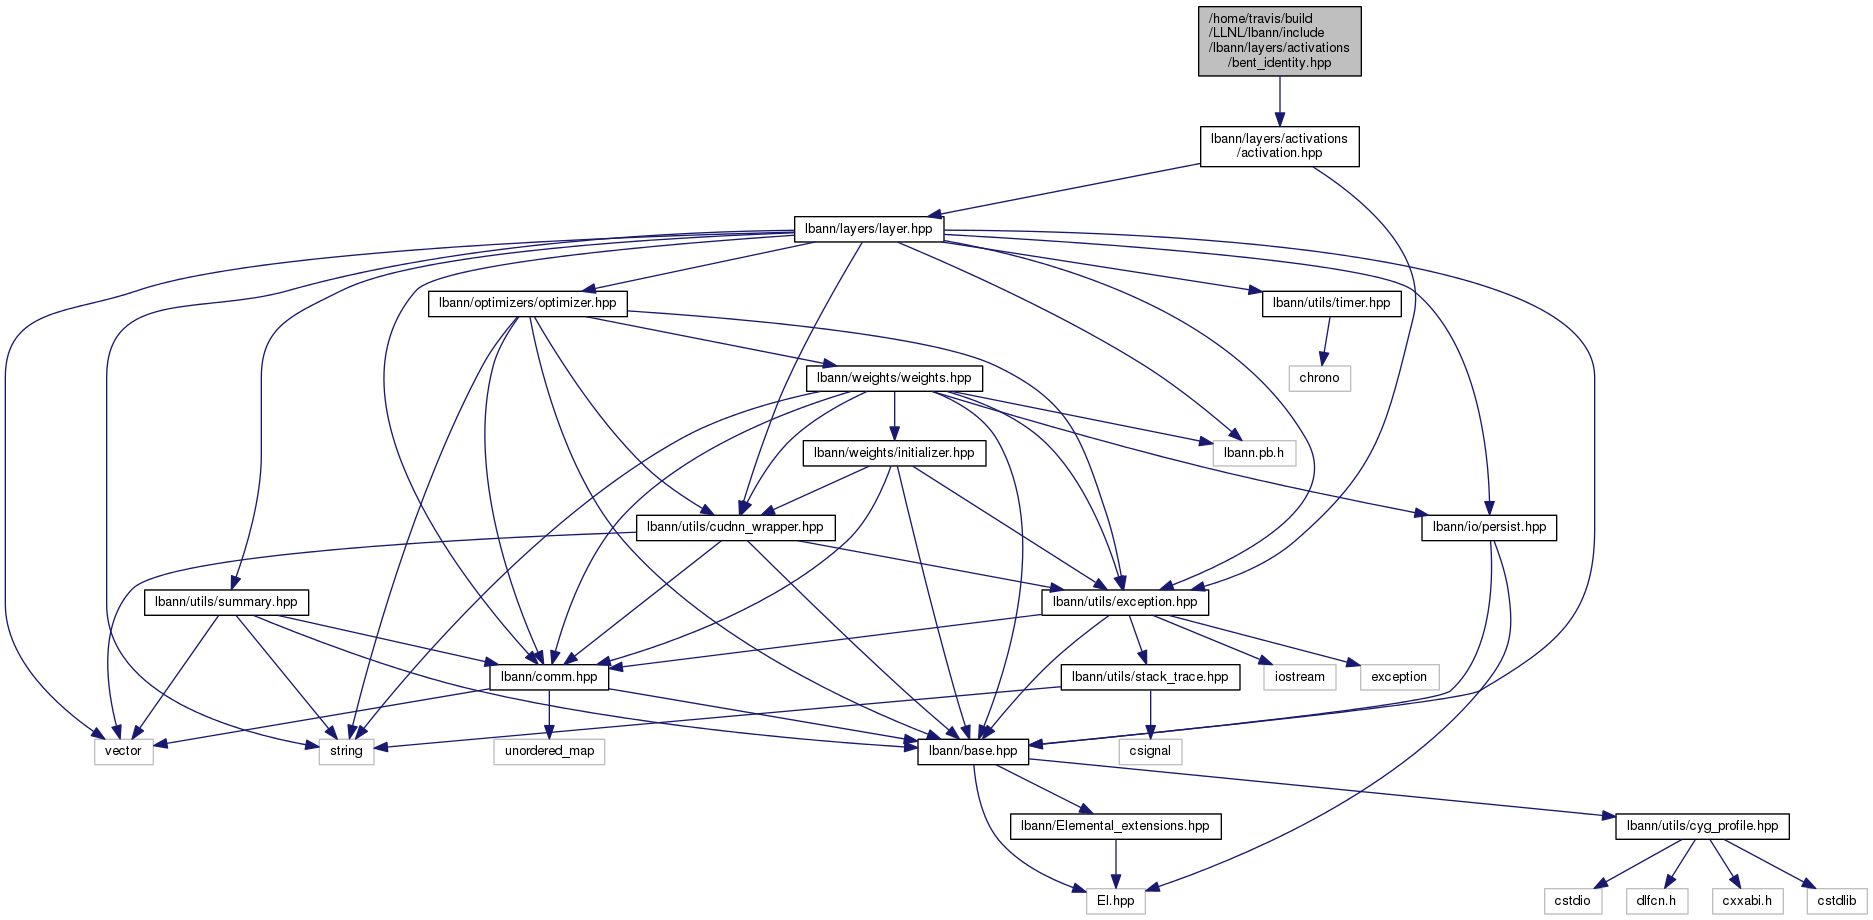 /home/travis/build
/LLNL/lbann/include
/lbann/layers/activations
/bent_identity.hpp
lbann/layers/activations
/activation.hpp
lbann/layers/layer.hpp
lbann/optimizers/optimizer.hpp
lbann/utils/timer.hpp
lbann/weights/weights.hpp
chrono
lbann/weights/initializer.hpp
lbann.pb.h
lbann/utils/cudnn_wrapper.hpp
lbann/io/persist.hpp
lbann/utils/summary.hpp
lbann/utils/exception.hpp
lbann/comm.hpp
lbann/utils/stack_trace.hpp
iostream
exception
vector
string
unordered_map
lbann/base.hpp
csignal
lbann/Elemental_extensions.hpp
lbann/utils/cyg_profile.hpp
El.hpp
cstdio
dlfcn.h
cxxabi.h
cstdlib